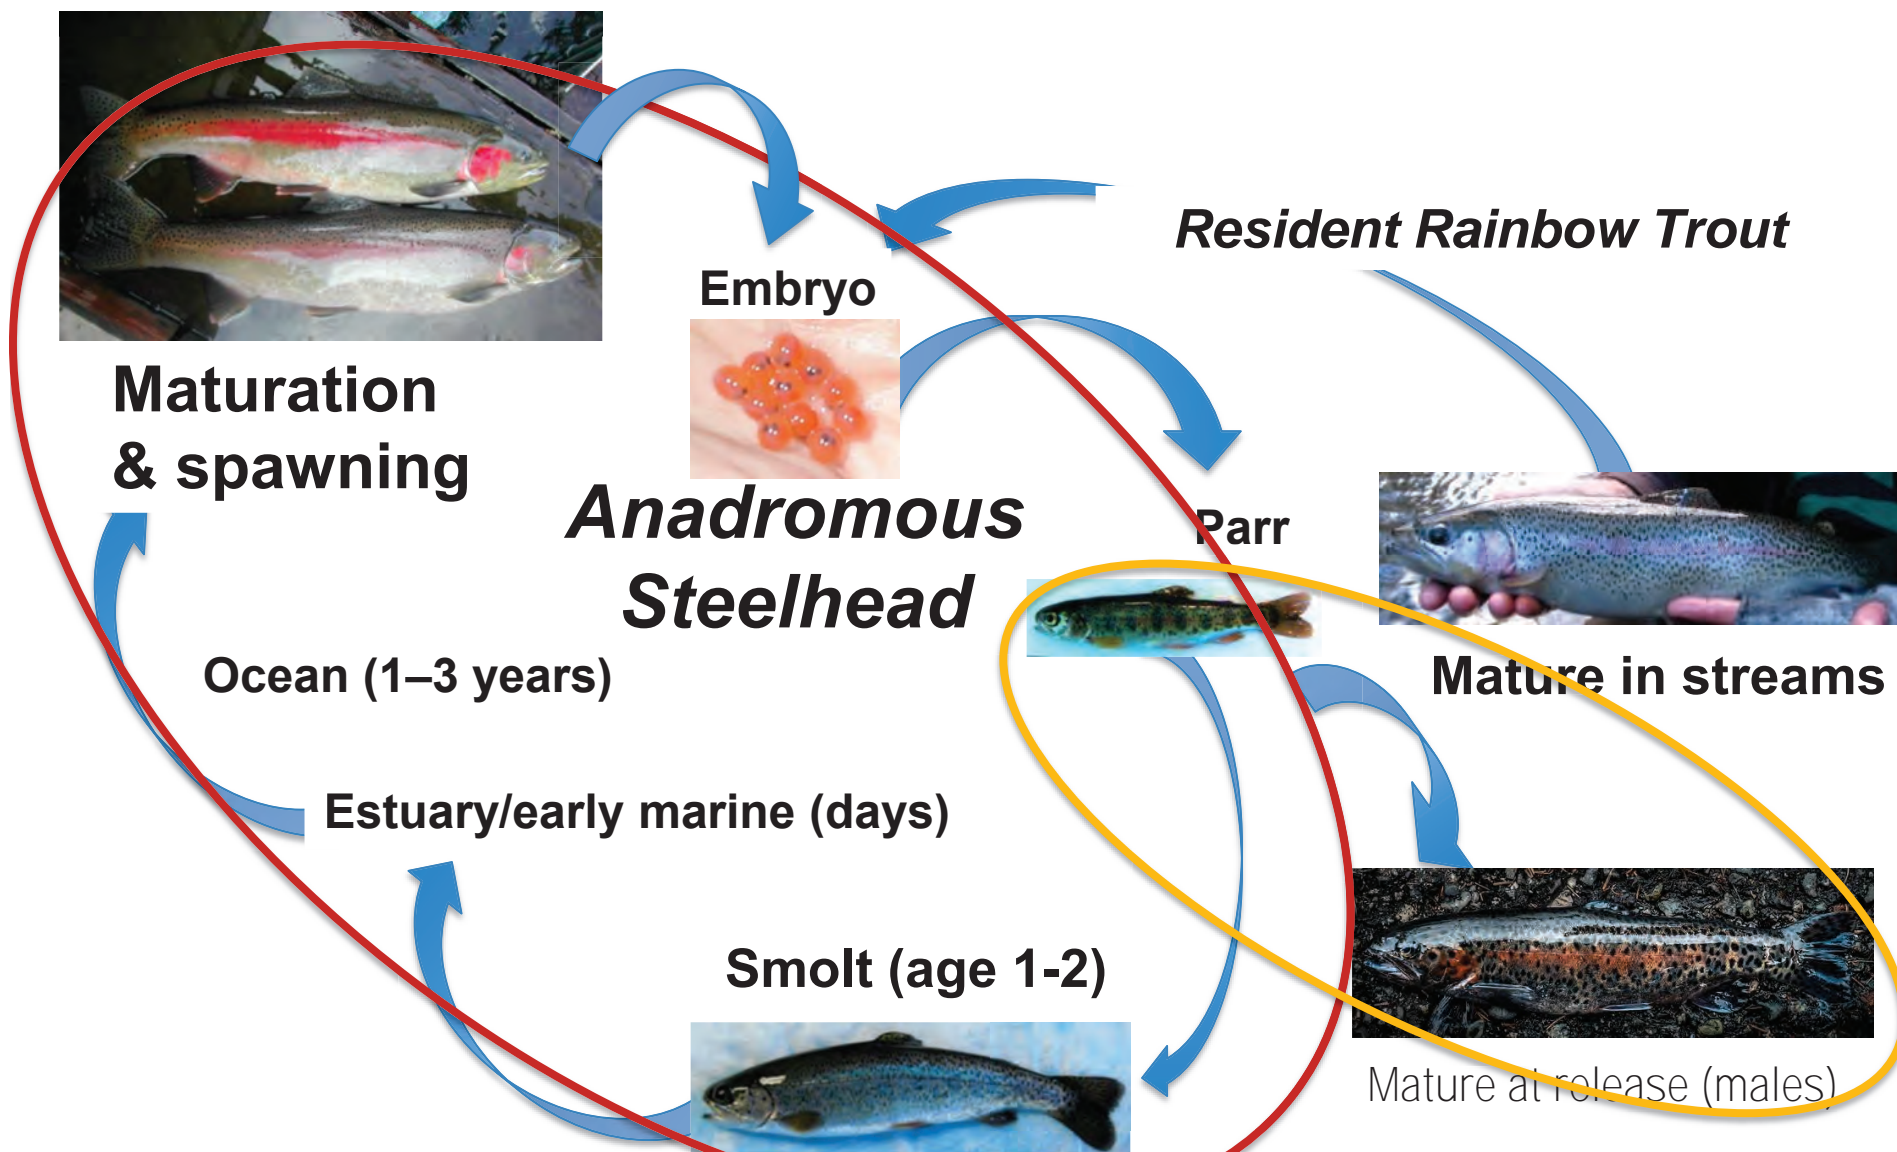 Resident Rainbow Trout
Embryo
Maturation
& spawning
Anadromous
Steelhead
Parr
Ocean (1–3 years)
Mature in streams
Estuary/early marine (days)
Smolt (age 1-2)
Mature at release (males)